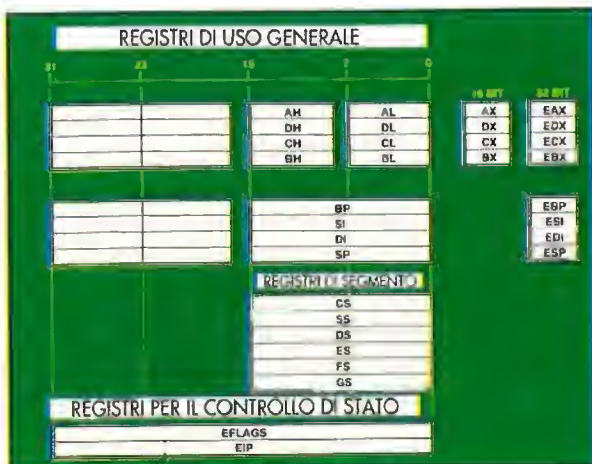 REGISTRI DI USO GENERALE
31 23 15 7 0
16 BIT 32 BIT
AH AL AX EAX
DH DL DX EDX
CH CL CX ECX
BH BL BX EBX
BP EBP
SI ESI
DI EDI
SP ESP
REGISTRI DI SEGMENTO
CS
SS
DS
ES
FS
GS
REGISTRI PER IL CONTROLLO DI STATO
EFLAGS
EIP